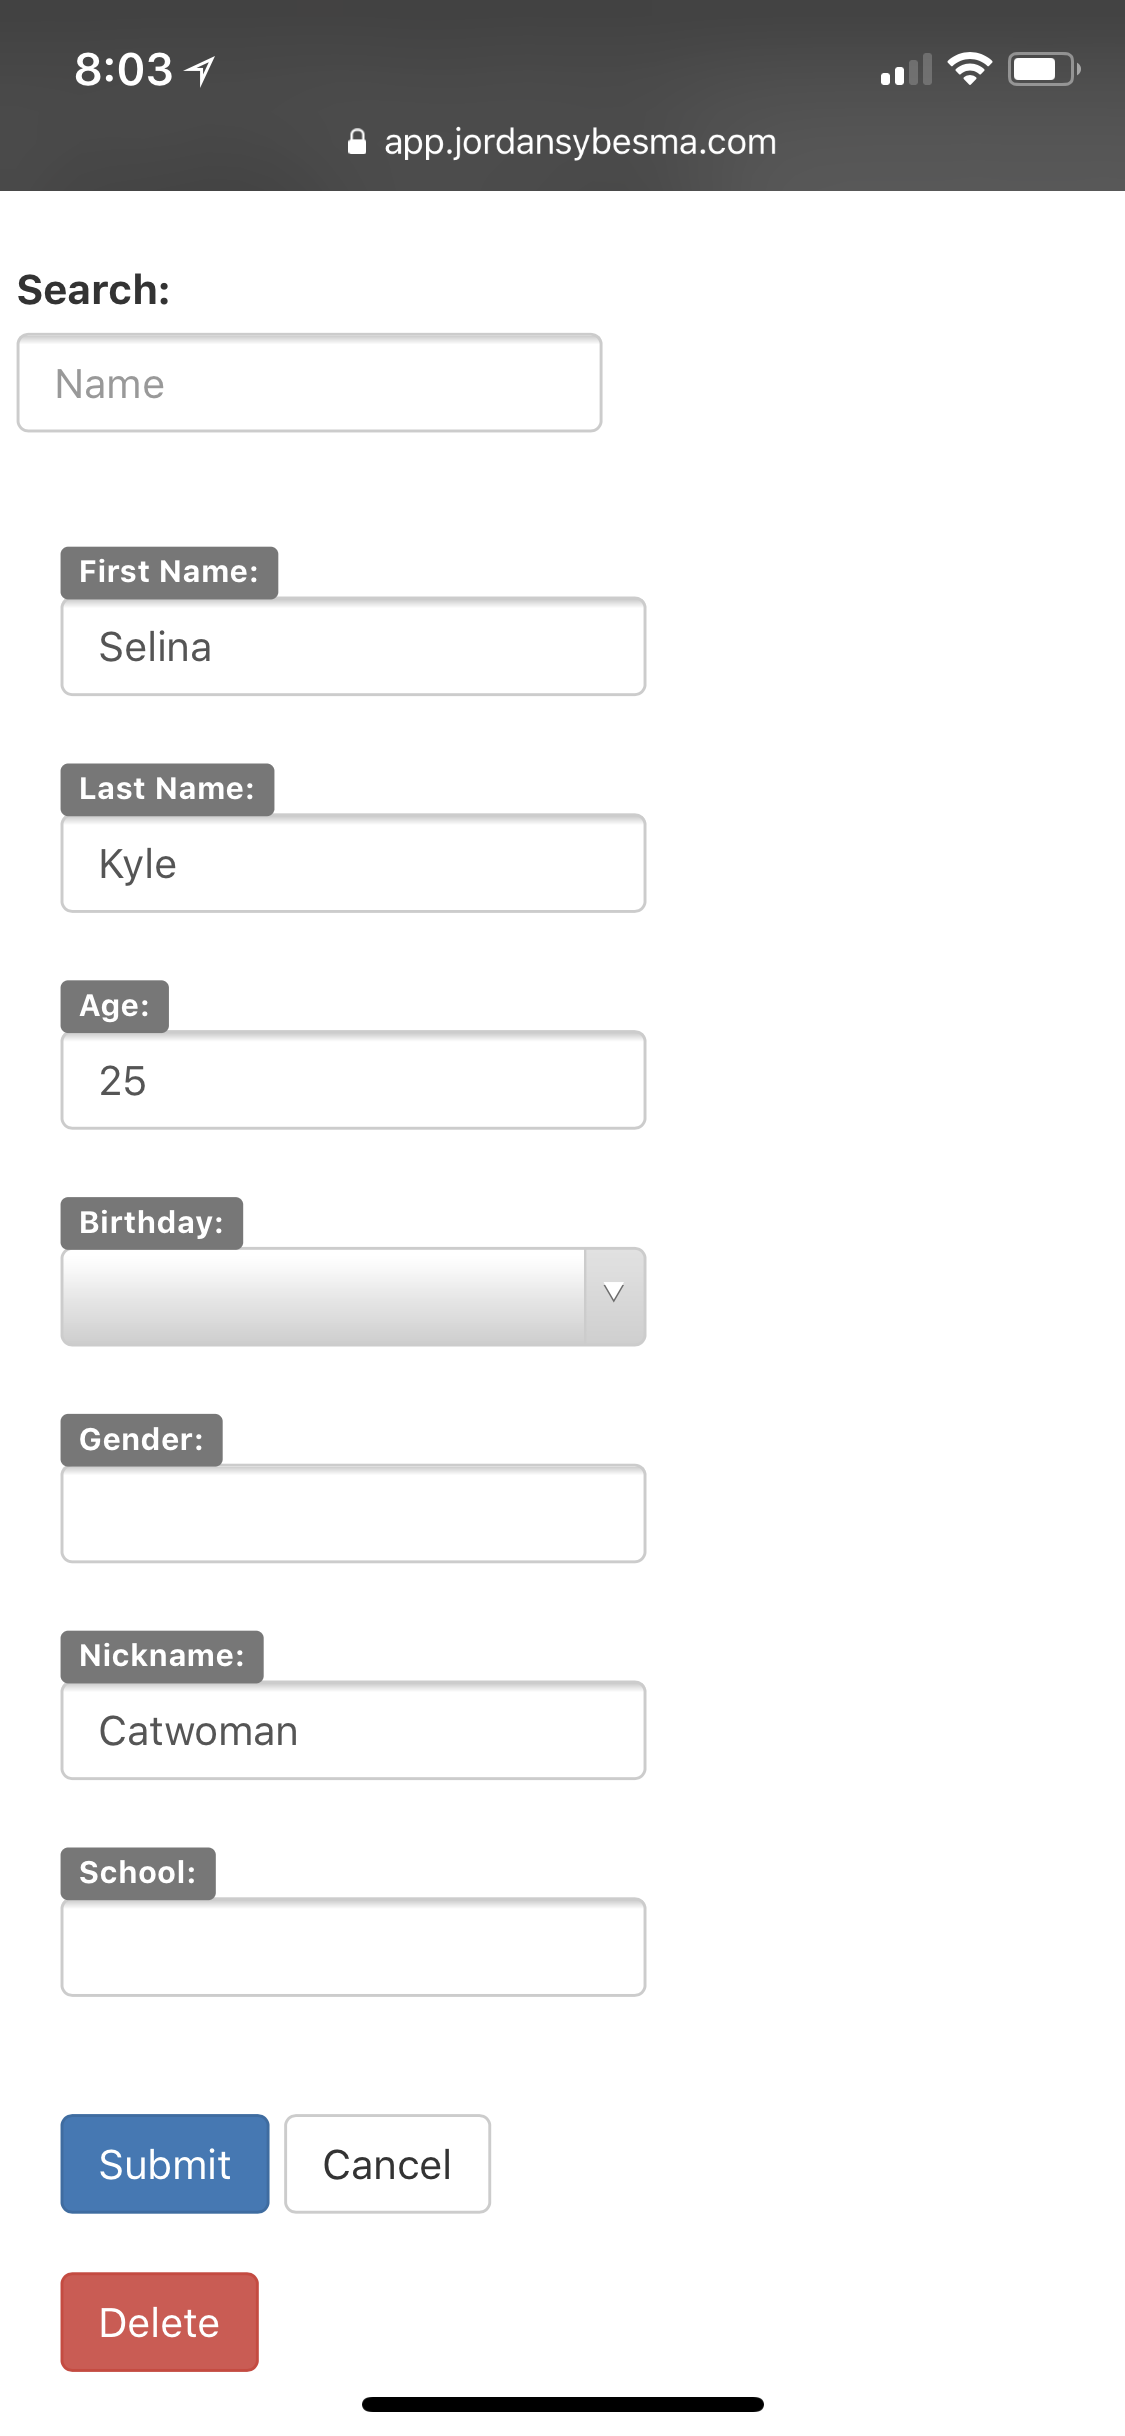 8:03
app.jordansybesma.com
Search:
Name
First Name:
Selina
Last Name:
Kyle
Age:
25
Birthday:
Gender:
Nickname:
Catwoman
School:
Submit Cancel
Delete